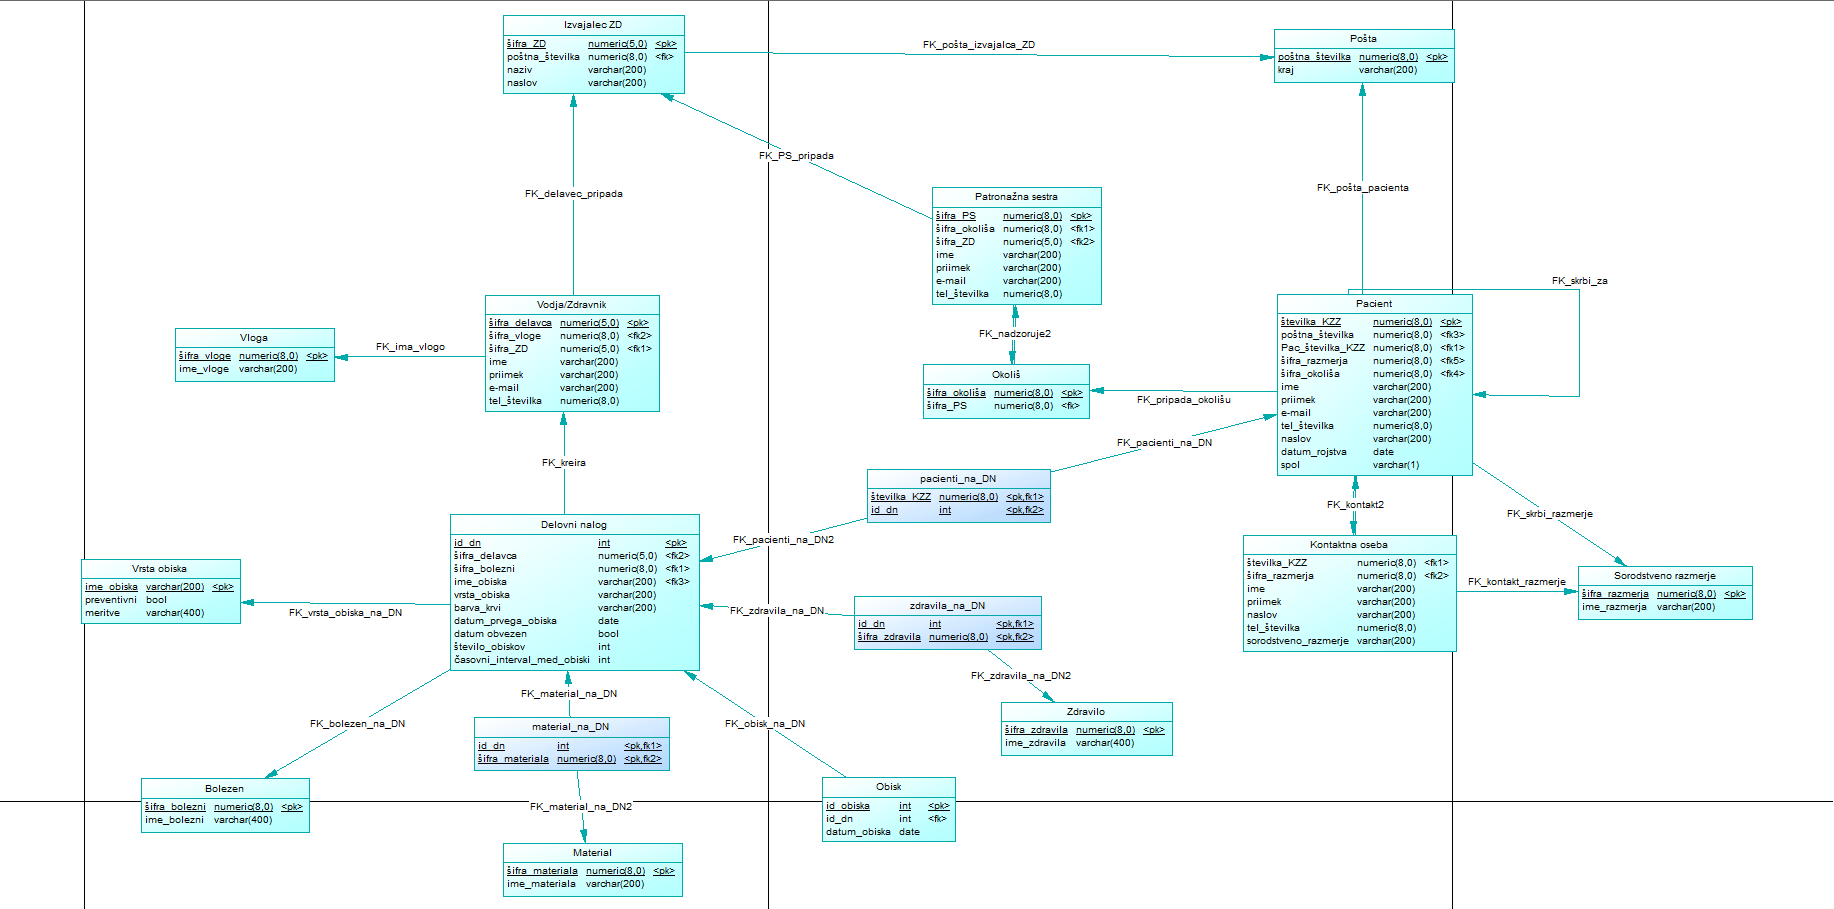 Izvajalec ZD
šifra_ZD numeric(5,0) <pk>
poštna_številka numeric(8,0) <fk>
naziv varchar(200)
naslov varchar(200)
FK_pošta_izvajalca_ZD
Pošta
poštna_številka numeric(8,0) <pk>
kraj varchar(200)
FK_PS_pripada
FK_delavec_pripada
FK_pošta_pacienta
Patronažna sestra
šifra_PS numeric(8,0) <pk>
šifra_okoliša numeric(8,0) <fk1>
šifra_ZD numeric(5,0) <fk2>
ime varchar(200)
priimek varchar(200)
e-mail varchar(200)
tel_številka numeric(8,0)
FK_skrbi_za
Vodja/Zdravnik
šifra_delavca numeric(5,0) <pk>
šifra_vloge numeric(8,0) <fk2>
šifra_ZD numeric(5,0) <fk1>
ime varchar(200)
priimek varchar(200)
e-mail varchar(200)
tel_številka numeric(8,0)
Vloga
šifra_vloge numeric(8,0) <pk>
ime_vloge varchar(200)
FK_ima_vlogo
FK_nadzoruje2
Pacient
številka_KZZ numeric(8,0) <pk>
poštna_številka numeric(8,0) <fk3>
Pac_številka_KZZ numeric(8,0) <fk1>
šifra_razmerja numeric(8,0) <fk5>
šifra_okoliša numeric(8,0) <fk4>
ime varchar(200)
priimek varchar(200)
e-mail varchar(200)
tel_številka numeric(8,0)
naslov varchar(200)
datum_rojstva date
spol varchar(1)
Okoliš
šifra_okoliša numeric(8,0) <pk>
šifra_PS numeric(8,0) <fk>
FK_pripada_okolišu
FK_pacienti_na_DN
FK_kreira
pacienti_na_DN
številka_KZZ numeric(8,0) <pk,fk1>
id_dn int <pk,fk2>
FK_kontakt2
FK_skrbi_razmerje
FK_pacienti_na_DN2
Delovni nalog
id_dn int <pk>
šifra_delavca numeric(5,0) <fk2>
šifra_bolezni numeric(8,0) <fk1>
ime_obiska varchar(200) <fk3>
vrsta_obiska varchar(200)
barva_krvi varchar(200)
datum_prvega_obiska date
datum obvezen bool
število_obiskov int
časovni_interval_med_obiski int
Kontaktna oseba
številka_KZZ numeric(8,0) <fk1>
šifra_razmerja numeric(8,0) <fk2>
ime varchar(200)
priimek varchar(200)
naslov varchar(200)
tel_številka numeric(8,0)
sorodstveno_razmerje varchar(200)
FK_kontakt_razmerje
Sorodstveno razmerje
šifra_razmerja numeric(8,0) <pk>
ime_razmerja varchar(200)
Vrsta obiska
ime_obiska varchar(200) <pk>
preventivni bool
meritve varchar(400)
FK_vrsta_obiska_na_DN
FK_zdravila_na_DN
zdravila_na_DN
id_dn int <pk,fk1>
šifra_zdravila numeric(8,0) <pk,fk2>
FK_zdravila_na_DN2
FK_material_na_DN
FK_bolezen_na_DN
FK_obisk_na_DN
Zdravilo
šifra_zdravila numeric(8,0) <pk>
ime_zdravila varchar(400)
material_na_DN
id_dn int <pk,fk1>
šifra_materiala numeric(8,0) <pk,fk2>
Bolezen
šifra_bolezni numeric(8,0) <pk>
ime_bolezni varchar(400)
FK_material_na_DN2
Obisk
id_obiska int <pk>
id_dn int <fk>
datum_obiska date
Material
šifra_materiala numeric(8,0) <pk>
ime_materiala varchar(200)